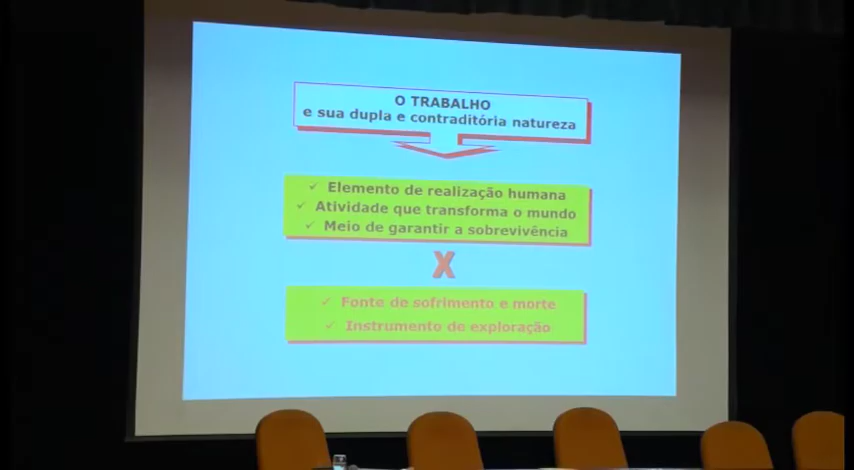 O TRABALHO
e sua dupla e contraditória natureza
✓ Elemento de realização humana
✓ Atividade que transforma o mundo
✓ Meio de garantir a sobrevivência
X
✓ Fonte de sofrimento e morte
✓ Instrumento de exploração